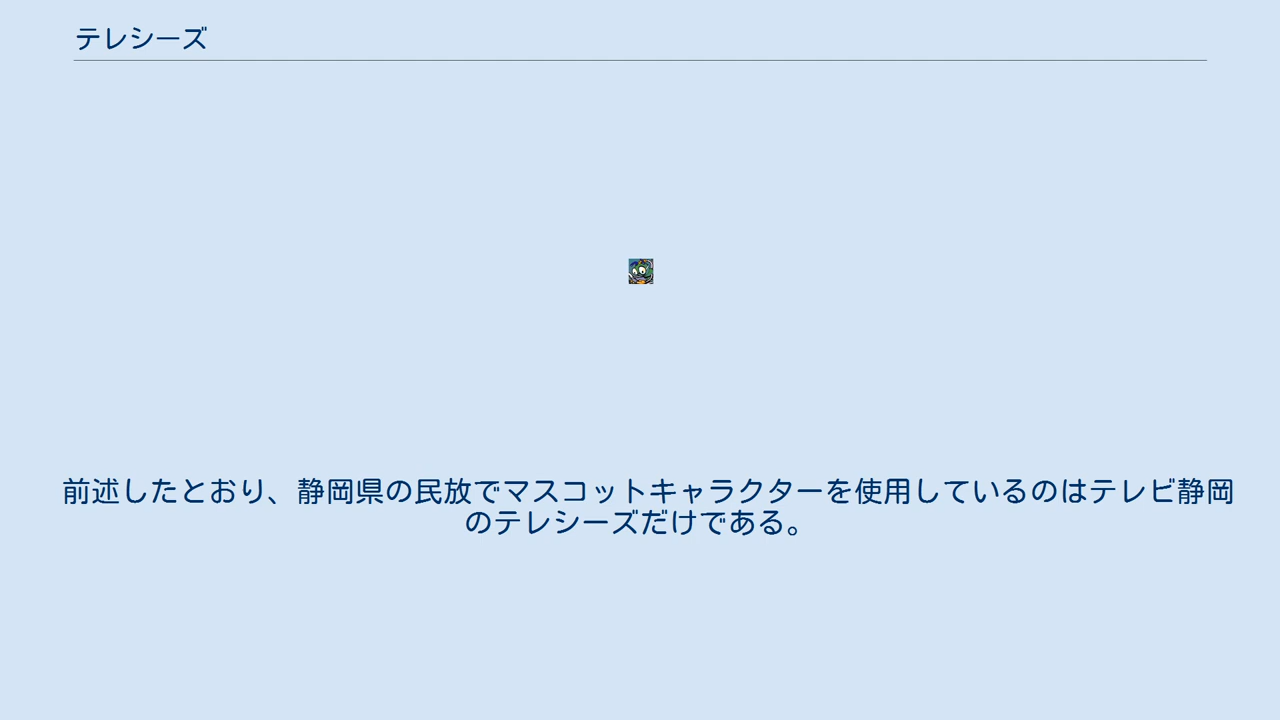 テレシーズ
前述したとおり、静岡県の民放でマスコットキャラクターを使用しているのはテレビ静岡
のテレシーズだけである。